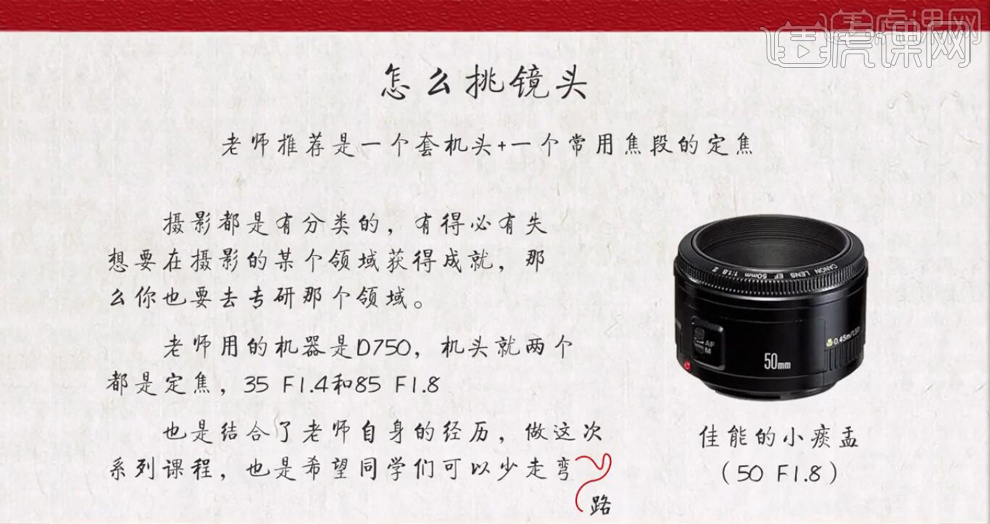 虎课网
怎么挑镜头
老师推荐是一个套机头+一个常用焦段的定焦
摄影都是有分类的，有得必有失
想要在摄影的某个领域获得成就，那
么你也要去专研那个领域。
老师用的机器是D750，机头就两个
都是定焦，35 F1.4和85 F1.8
也是结合了老师自身的经历，做这次
系列课程，也是希望同学们可以少走弯
路
CANON LENS EF 50mm 1:1.8 II
AF
M
0.45m/1.5ft
50mm
佳能的小痰盂
（50 F1.8）